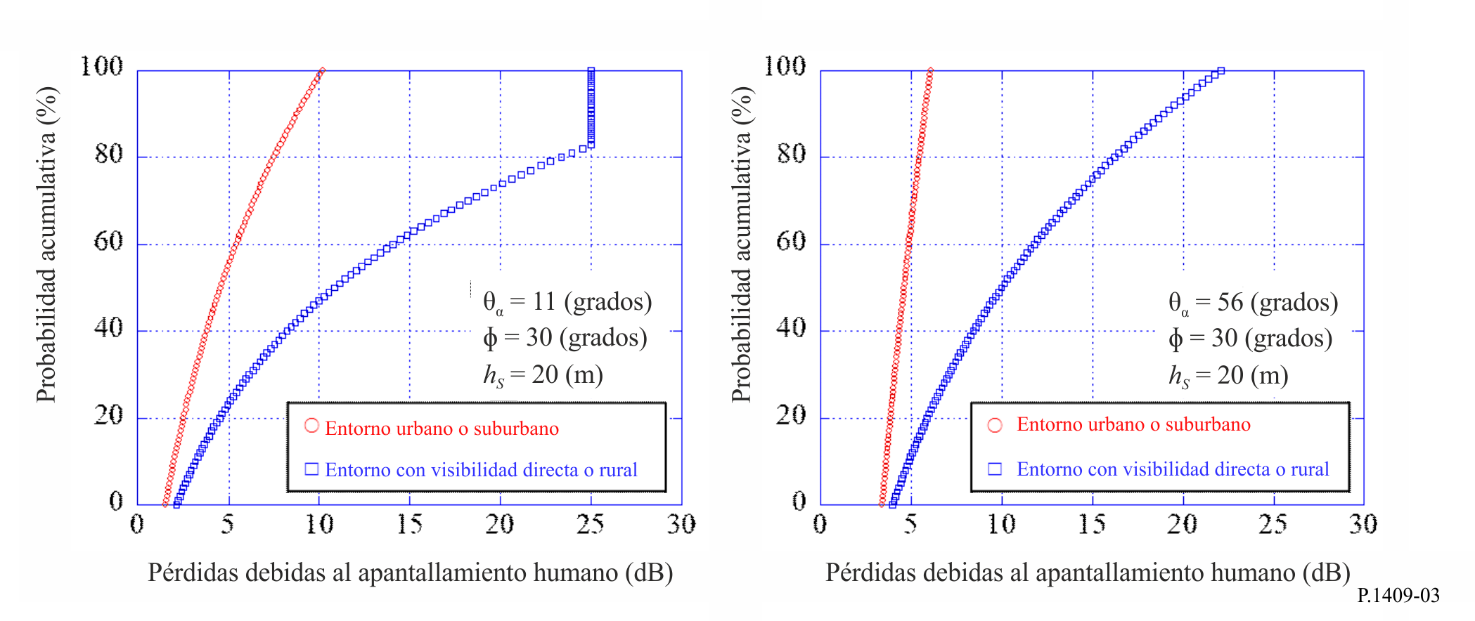 Probabilidad acumulativa (%)
100
80
60
40
20
0
0 5 10 15 20 25 30
θα = 11 (grados)
ϕ = 30 (grados)
hS = 20 (m)
Entorno urbano o suburbano
Entorno con visibilidad directa o rural
Pérdidas debidas al apantallamiento humano (dB)
Probabilidad acumulativa (%)
100
80
60
40
20
0
0 5 10 15 20 25 30
θα = 56 (grados)
ϕ = 30 (grados)
hS = 20 (m)
Entorno urbano o suburbano
Entorno con visibilidad directa o rural
Pérdidas debidas al apantallamiento humano (dB)
P.1409-03